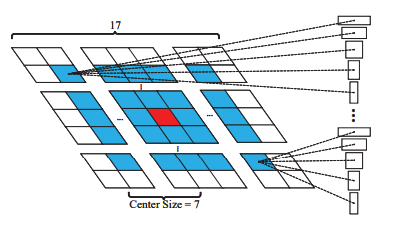 17
Center Size = 7